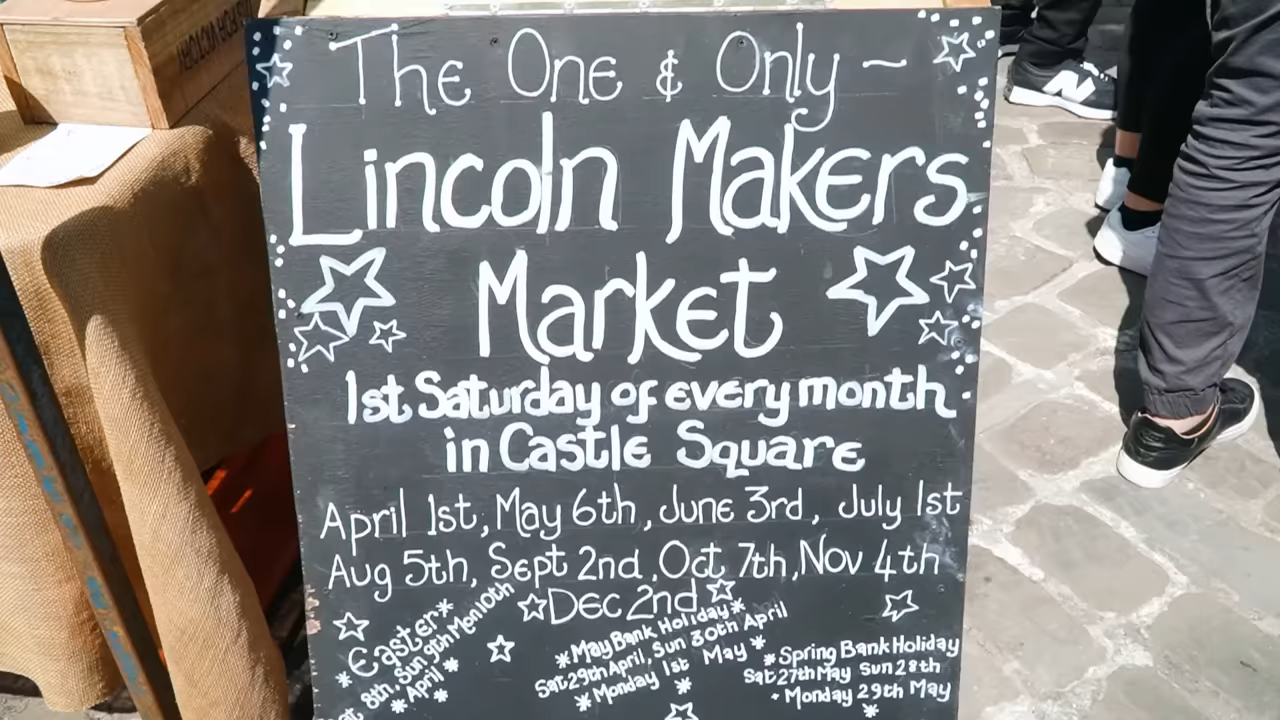 The One & Only ~
Lincoln Makers
Market
1st Saturday of every month
in Castle Square
April 1st, May 6th, June 3rd, July 1st
Aug 5th, Sept 2nd, Oct 7th, Nov 4th
Dec 2nd
*Easter*
8th, Sun 9th Mon 10th
*April*
*May Bank Holiday*
Sat 29th April, Sun 30th April
*Monday 1st May*
*Spring Bank Holiday
Sat 27th May Sun 28th
Monday 29th May